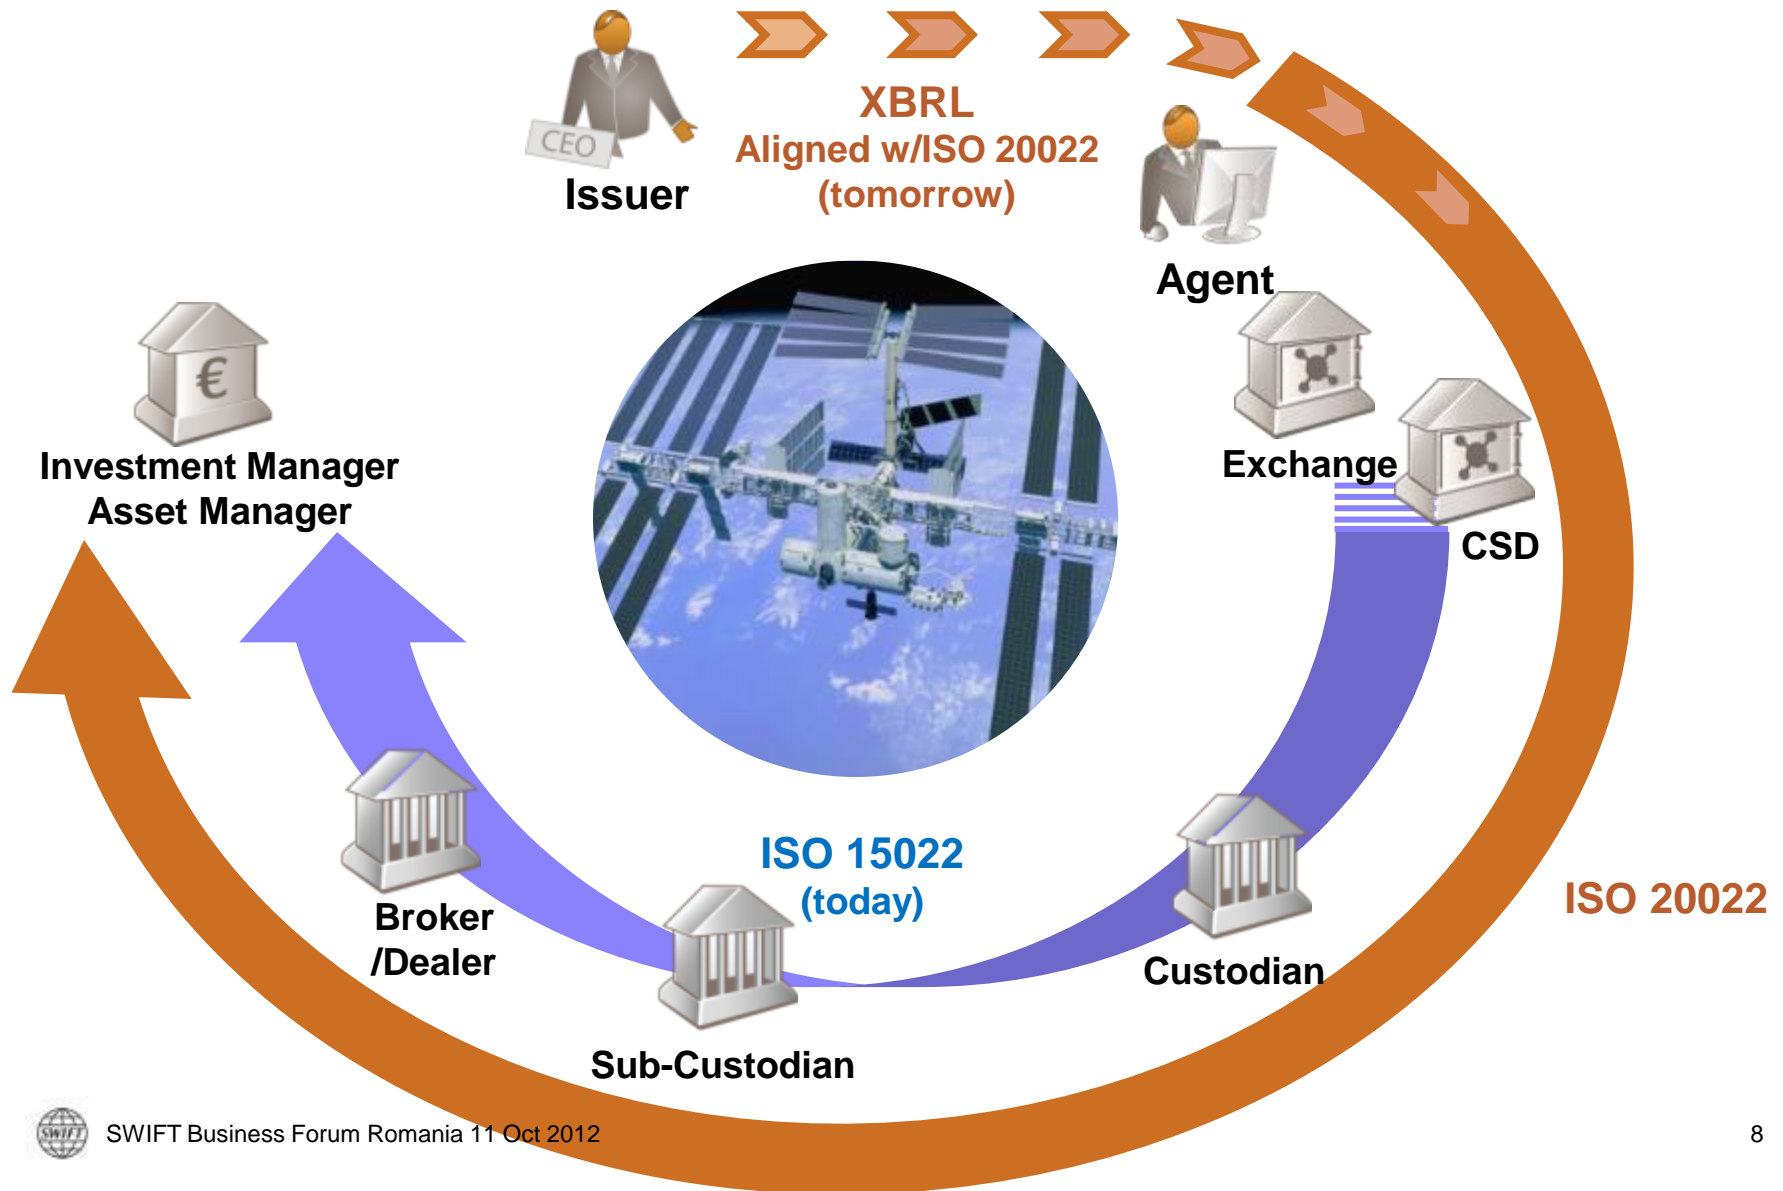 CEO
Issuer
XBRL
Aligned w/ISO 20022
(tomorrow)
Agent
Exchange
CSD
€
Investment Manager
Asset Manager
ISO 15022
(today)
Broker
/Dealer
Sub-Custodian
Custodian
ISO 20022
SWIFT
SWIFT Business Forum Romania 11 Oct 2012
8